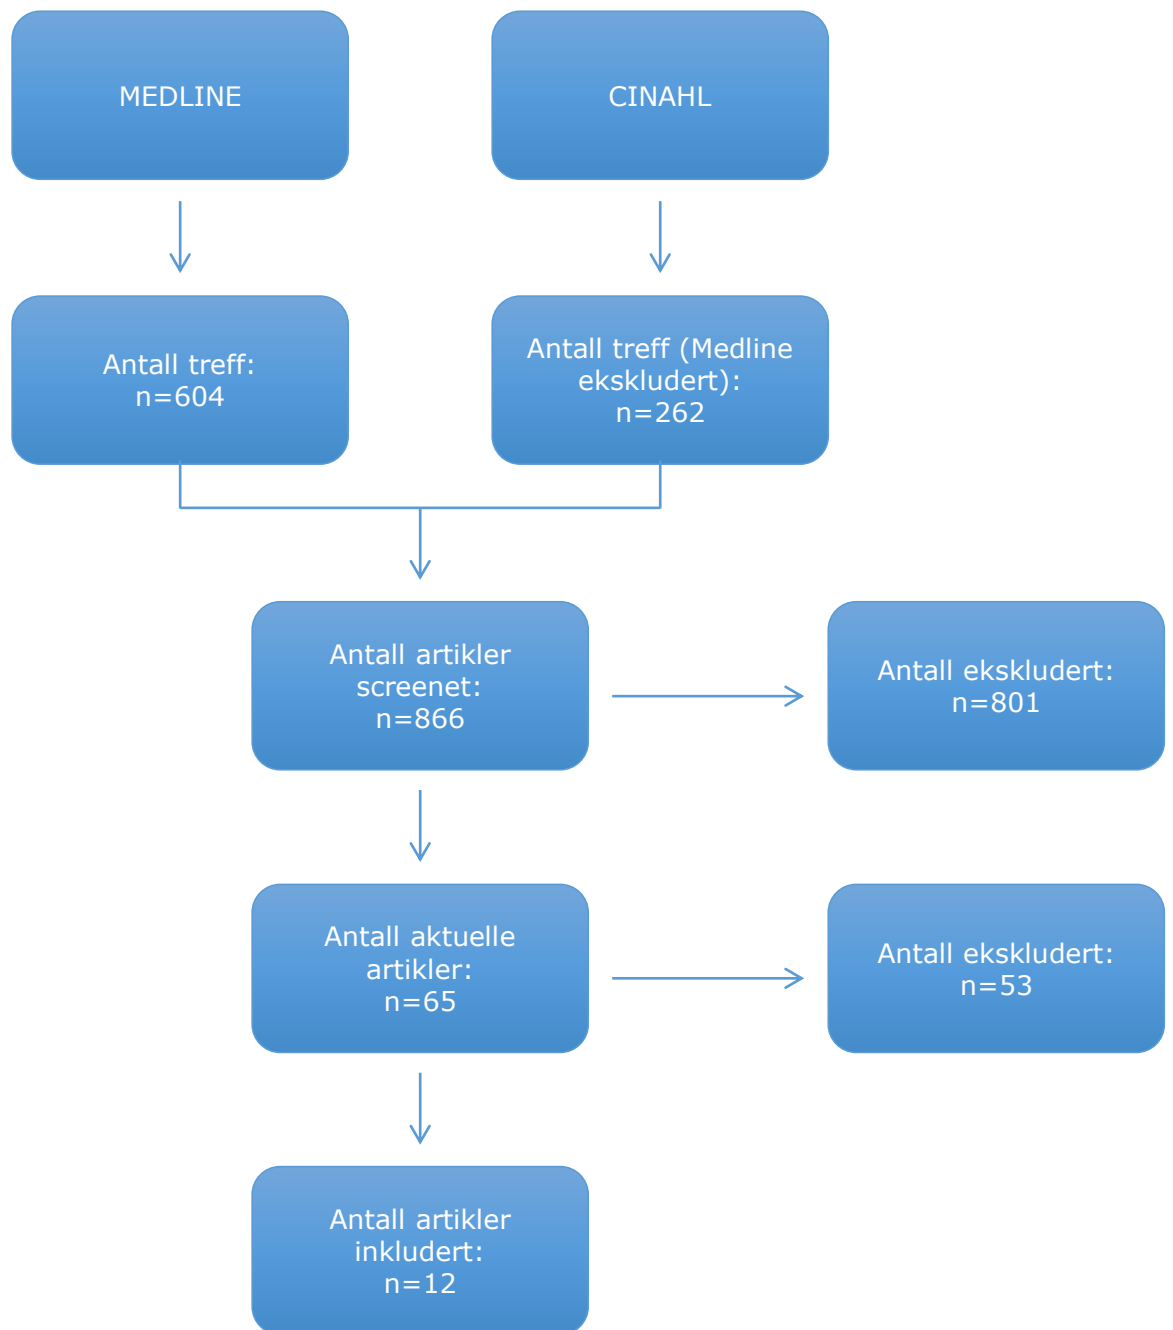 MEDLINE
CINAHL
Antall treff:
n=604
Antall treff (Medline
ekskludert):
n=262
Antall artikler
screenet:
n=866
Antall ekskludert:
n=801
Antall aktuelle
artikler:
n=65
Antall ekskludert:
n=53
Antall artikler
inkludert:
n=12